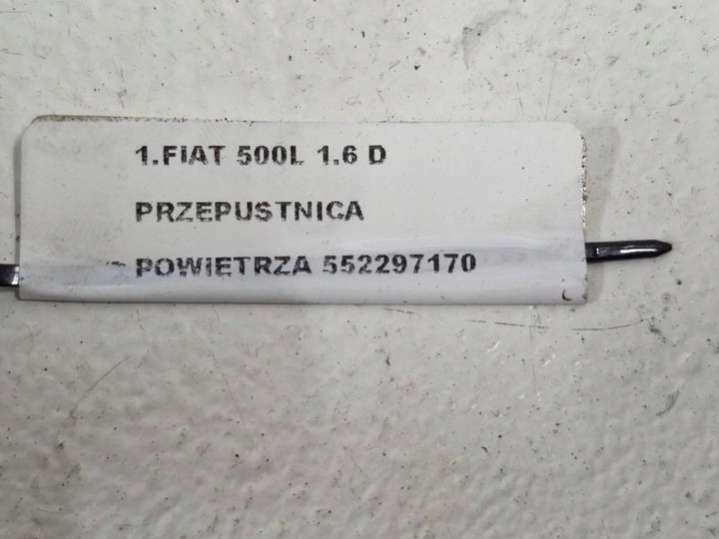 1.FIAT 500L 1.6 D
PRZEPUSTNICA
POWIETRZA 552297170